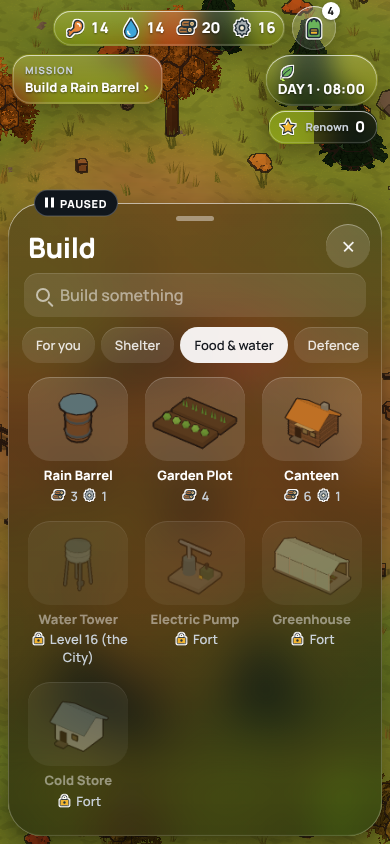 14 14 20 16
4
MISSION
Build a Rain Barrel ›
DAY 1 · 08:00
Renown 0
PAUSED
Build
Build something
For you Shelter Food & water Defence
Rain Barrel Garden Plot Canteen
3 1 4 6 1
Water Tower Electric Pump Greenhouse
Level 16 (the Fort Fort
City)
Cold Store
Fort